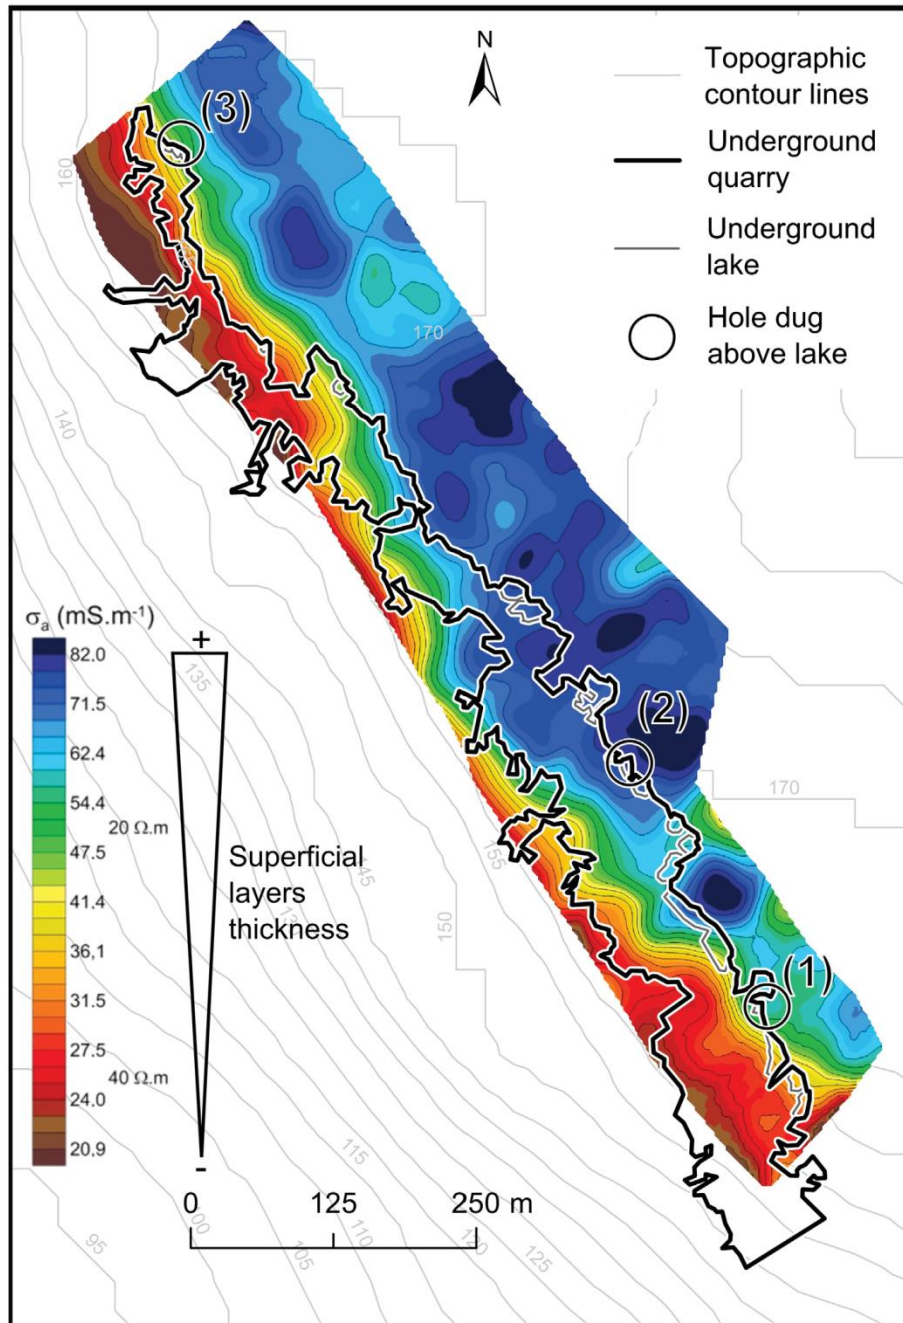 N
Topographic
contour lines
Underground
quarry
Underground
lake
Hole dug
above lake
(3)
160
170
140
σa (mS.m-1)
82.0
71.5
62.4
54.4
20 Ω.m
47.5
41.4
36.1
31.5
27.5
40 Ω.m
24.0
20.9
+
135
Superficial
layers
thickness
-
(2)
170
145
155
150
(1)
115
110
105
100
95
120
125
0 125 250 m